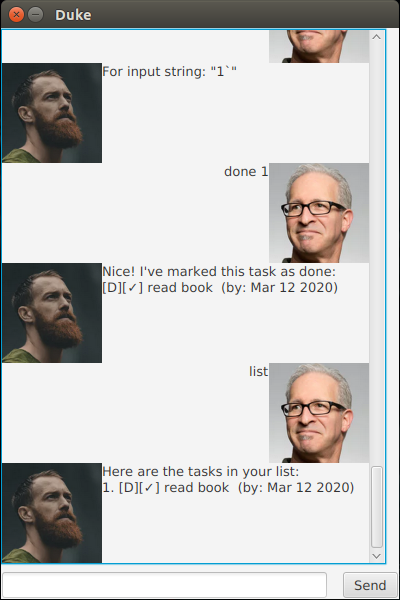 Duke
For input string: "1`"
done 1
Nice! I've marked this task as done:
[D][✓] read book  (by: Mar 12 2020)
list
Here are the tasks in your list:
1. [D][✓] read book  (by: Mar 12 2020)
Send